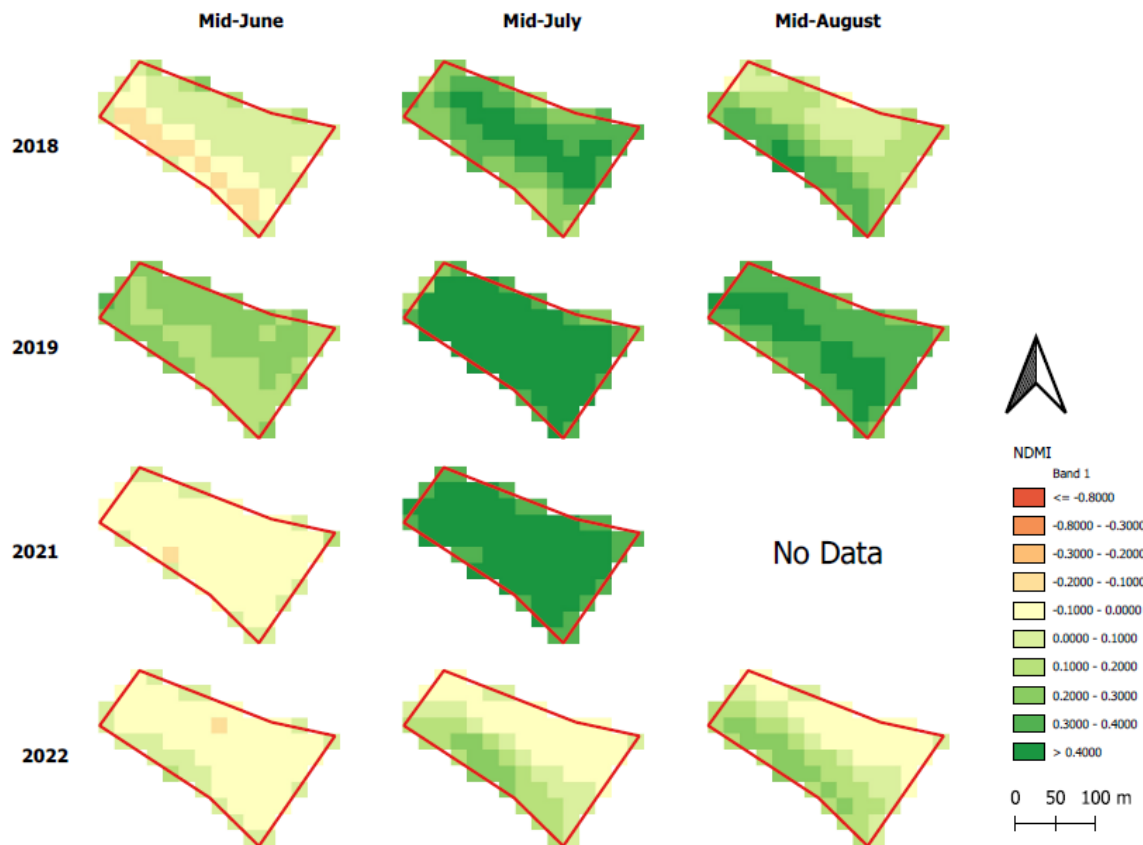 Mid-June
Mid-July
Mid-August
2018
2019
2021
No Data
2022
NDMI
Band 1
<= -0.8000
-0.8000 - -0.3000
-0.3000 - -0.2000
-0.2000 - -0.1000
-0.1000 - 0.0000
0.0000 - 0.1000
0.1000 - 0.2000
0.2000 - 0.3000
0.3000 - 0.4000
> 0.4000
0 50 100 m